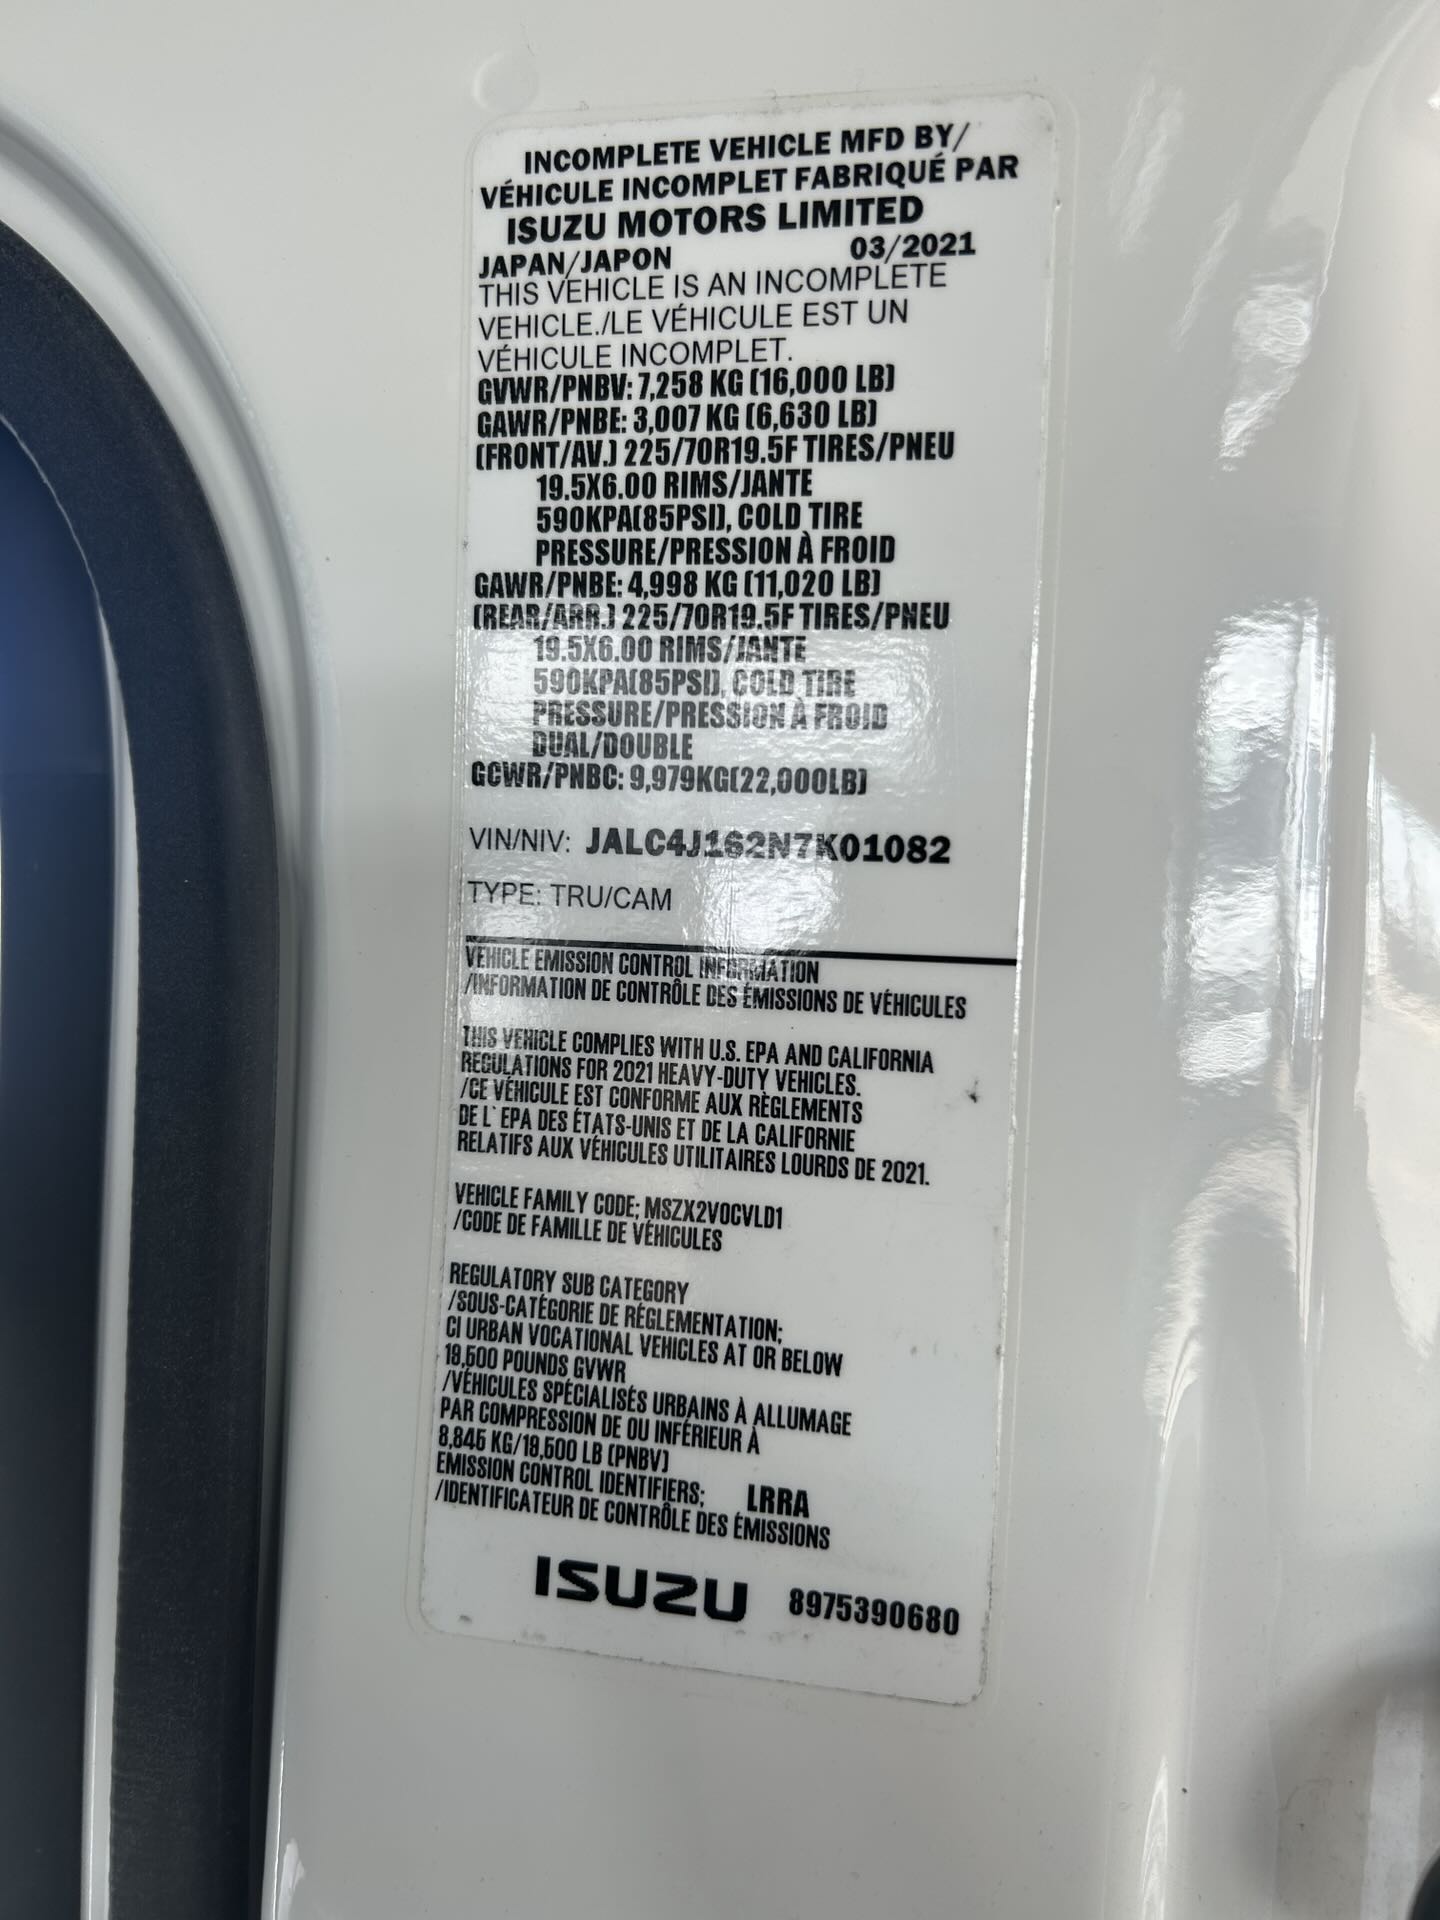 INCOMPLETE VEHICLE MFD BY/
VÉHICULE INCOMPLET FABRIQUÉ PAR
ISUZU MOTORS LIMITED
JAPAN/JAPON 03/2021
THIS VEHICLE IS AN INCOMPLETE
VEHICLE./LE VÉHICULE EST UN
VÉHICULE INCOMPLET.
GVWR/PNBV: 7,258 KG (16,000 LB)
GAWR/PNBE: 3,007 KG (6,630 LB)
(FRONT/AV.) 225/70R19.5F TIRES/PNEU
19.5X6.00 RIMS/JANTE
590KPA(85PSI), COLD TIRE
PRESSURE/PRESSION À FROID
GAWR/PNBE: 4,998 KG (11,020 LB)
(REAR/ARR.) 225/70R19.5F TIRES/PNEU
19.5X6.00 RIMS/JANTE
590KPA(85PSI), COLD TIRE
PRESSURE/PRESSION À FROID
DUAL/DOUBLE
GCWR/PNBC: 9,979KG(22,000LB)
VIN/NIV: JALC4J162N7K01082
TYPE: TRU/CAM
VEHICLE EMISSION CONTROL INFORMATION
/INFORMATION DE CONTRÔLE DES ÉMISSIONS DE VÉHICULES
THIS VEHICLE COMPLIES WITH U.S. EPA AND CALIFORNIA
REGULATIONS FOR 2021 HEAVY-DUTY VEHICLES.
/CE VÉHICULE EST CONFORME AUX RÈGLEMENTS
DE L'EPA DES ÉTATS-UNIS ET DE LA CALIFORNIE
RELATIFS AUX VÉHICULES UTILITAIRES LOURDS DE 2021.
VEHICLE FAMILY CODE; MSZX2VOCVLD1
/CODE DE FAMILLE DE VÉHICULES
REGULATORY SUB CATEGORY
/SOUS-CATÉGORIE DE RÉGLEMENTATION;
CI URBAN VOCATIONAL VEHICLES AT OR BELOW
19,500 POUNDS GVWR
/VÉHICULES SPÉCIALISÉS URBAINS À ALLUMAGE
PAR COMPRESSION DE OU INFÉRIEUR À
8,845 KG/19,500 LB (PNBV)
EMISSION CONTROL IDENTIFIERS; LRRA
/IDENTIFICATEUR DE CONTRÔLE DES ÉMISSIONS
ISUZU 8975390680